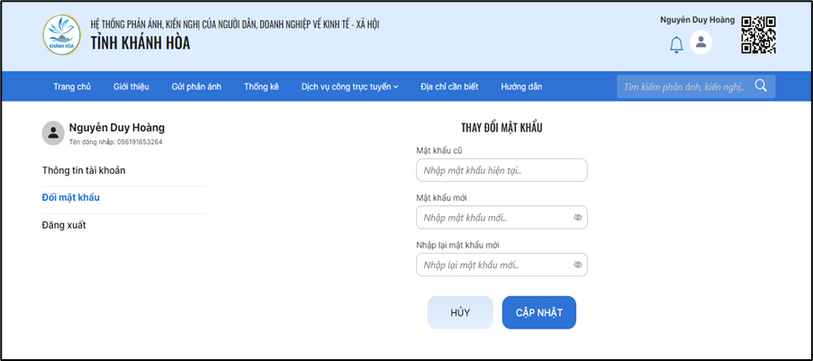 HỆ THỐNG PHẢN ÁNH, KIẾN NGHỊ CỦA NGƯỜI DÂN, DOANH NGHIỆP VỀ KINH TẾ - XÃ HỘI
TỈNH KHÁNH HÒA
KHÁNH HÒA
Nguyễn Duy Hoàng
Trang chủ Giới thiệu Gửi phản ánh Thống kê Dịch vụ công trực tuyến Địa chỉ cần biết Hướng dẫn Tìm kiếm phản ánh, kiến nghị..
Nguyễn Duy Hoàng
Tên đăng nhập: 056191653264
Thông tin tài khoản
Đổi mật khẩu
Đăng xuất
THAY ĐỔI MẬT KHẨU
Mật khẩu cũ
Nhập mật khẩu hiện tại..
Mật khẩu mới
Nhập mật khẩu mới..
Nhập lại mật khẩu mới
Nhập lại mật khẩu mới..
HỦY CẬP NHẬT